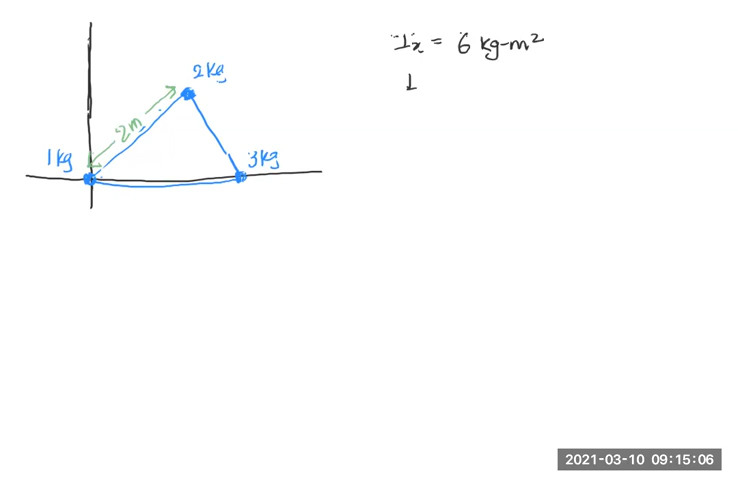 Ix = 6 kg-m²
I
2kg
2m
1kg
3kg
2021-03-10 09:15:06